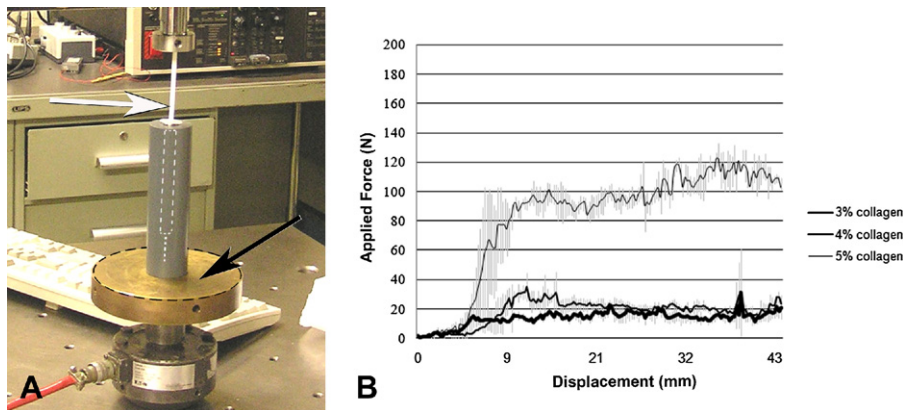 A
B
Applied Force (N)
200
180
160
140
120
100
80
60
40
20
0
0 9 21 32 43
Displacement (mm)
3% collagen
4% collagen
5% collagen